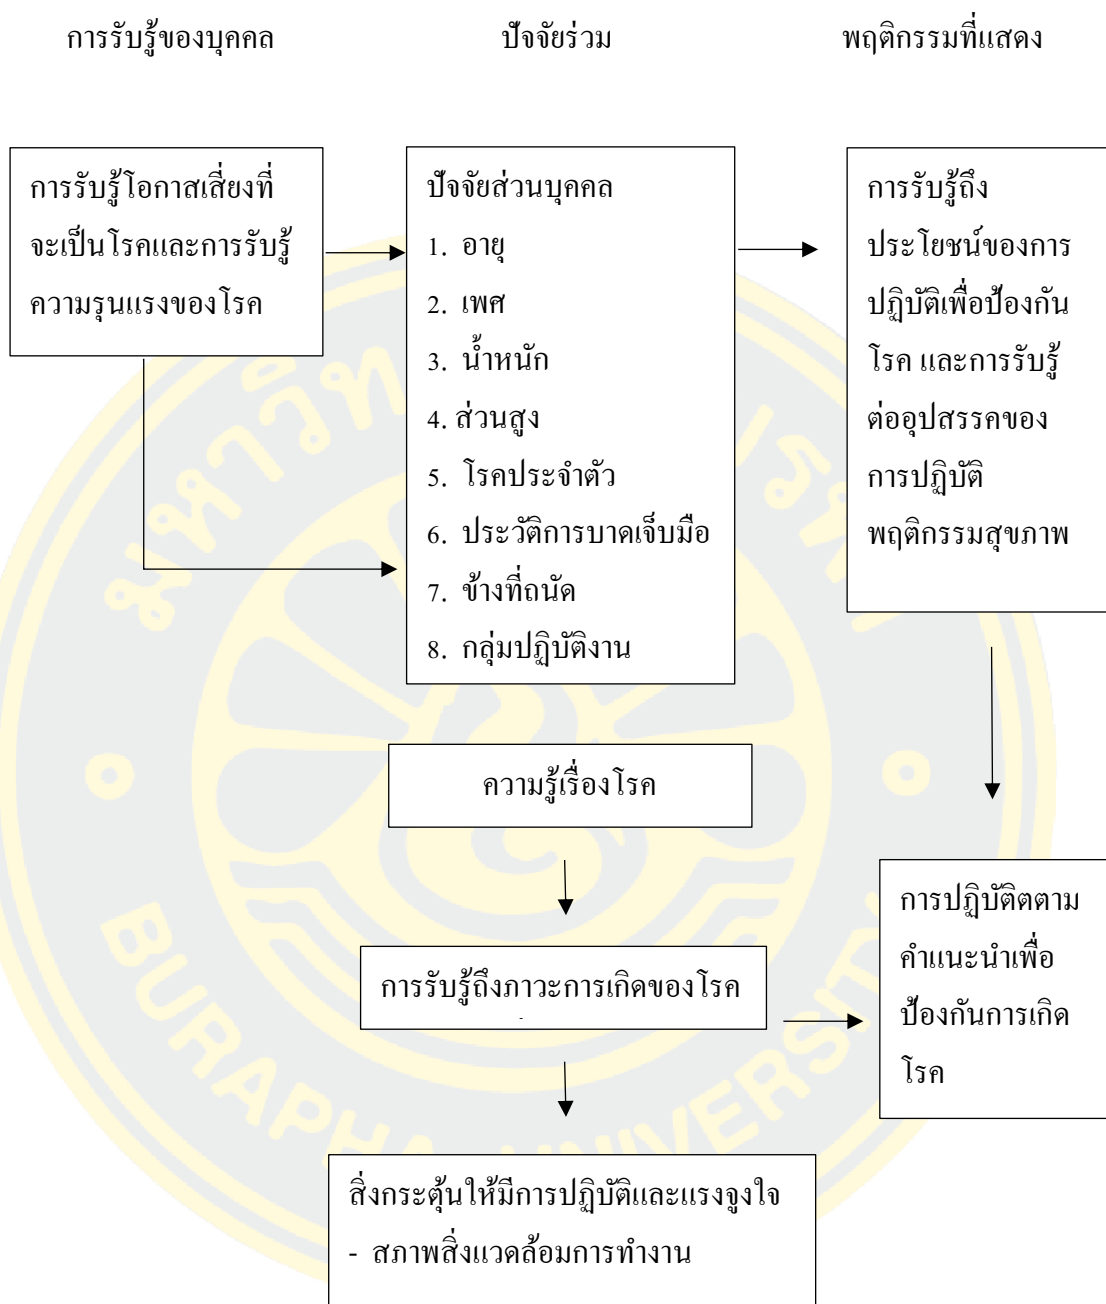 การรับรู้ของบุคคล
ปัจจัยร่วม
พฤติกรรมที่แสดง
การรับรู้โอกาสเสี่ยงที่
จะเป็นโรคและการรับรู้
ความรุนแรงของโรค
ปัจจัยส่วนบุคคล
1. อายุ
2. เพศ
3. น้ำหนัก
4. ส่วนสูง
5. โรคประจำตัว
6. ประวัติการบาดเจ็บมือ
7. ข้างที่ถนัด
8. กลุ่มปฏิบัติงาน
การรับรู้ถึง
ประโยชน์ของการ
ปฏิบัติเพื่อป้องกัน
โรค และการรับรู้
ต่ออุปสรรคของ
การปฏิบัติ
พฤติกรรมสุขภาพ
ความรู้เรื่องโรค
การรับรู้ถึงภาวะการเกิดของโรค
การปฏิบัติตตาม
คำแนะนำเพื่อ
ป้องกันการเกิด
โรค
สิ่งกระตุ้นให้มีการปฏิบัติและแรงจูงใจ
- สภาพสิ่งแวดล้อมการทำงาน
BURAPHA UNIVERSITY